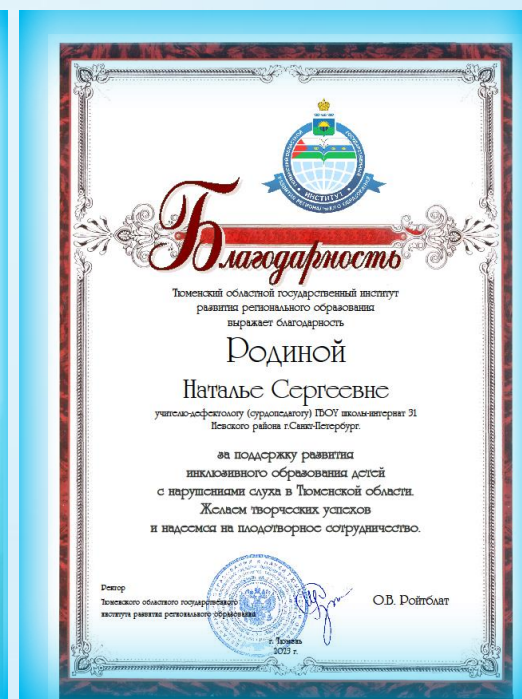 ИНСТИТУТ
Благодарность
Тюменский областной государственный институт
развития регионального образования
выражает благодарность
Родиной
Наталье Сергеевне
учителю-дефектологу (сурдопедагогу) ГБОУ школы-интернат 31
Невского района г.Санкт-Петербург.
за поддержку развития
инклюзивного образования детей
с нарушениями слуха в Тюменской области.
Желаем творческих успехов
и надеемся на плодотворное сотрудничество.
Ректор
Тюменского областного государственного
института развития регионального образования
О.В. Ройтблат
г. Тюмень
2023 г.